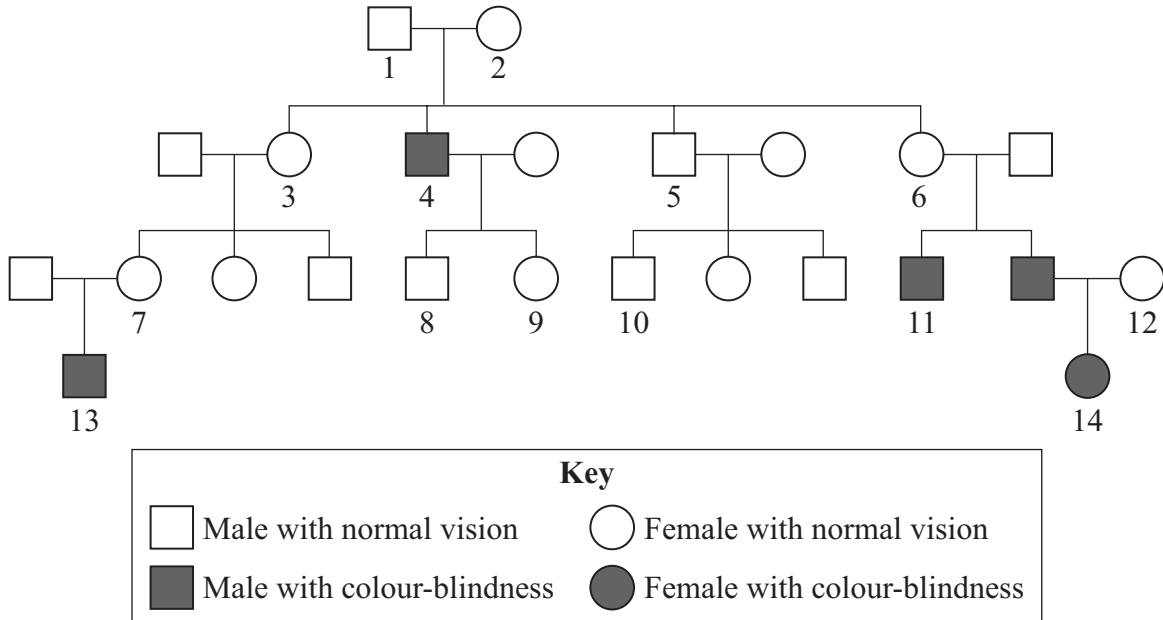 1 2
3 4 5 6
7 8 9 10 11 12
13 14
Key
Male with normal vision Female with normal vision
Male with colour-blindness Female with colour-blindness